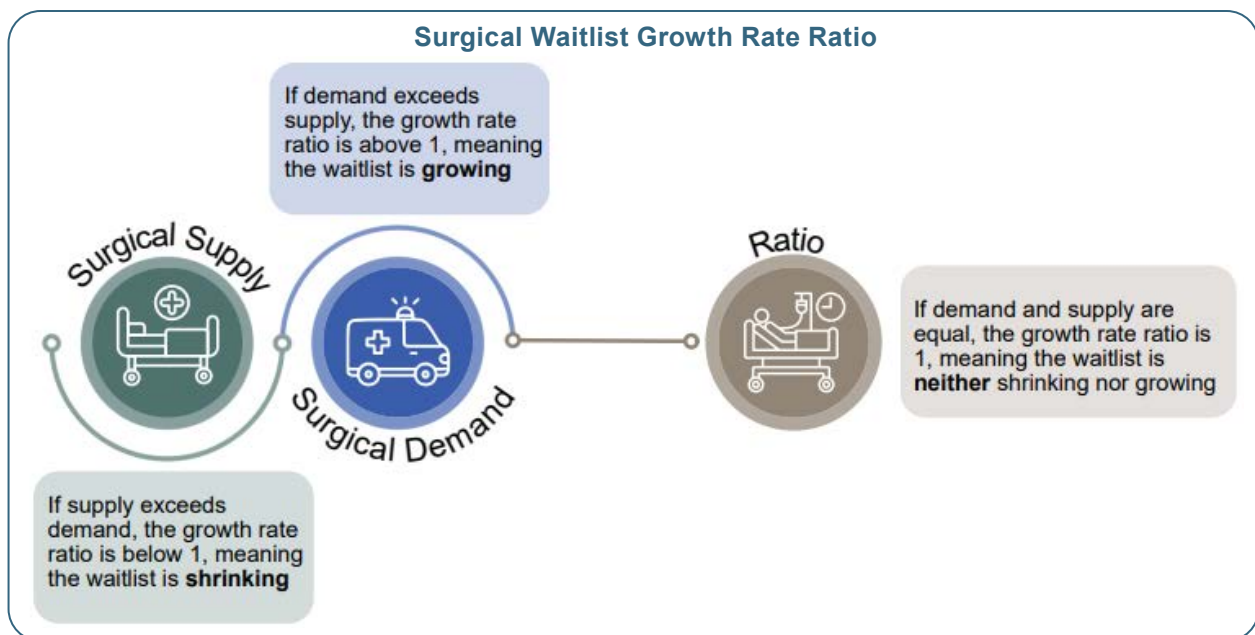 Surgical Waitlist Growth Rate Ratio
If demand exceeds
supply, the growth rate
ratio is above 1, meaning
the waitlist is growing
Surgical Supply
Surgical Demand
Ratio
If demand and supply are
equal, the growth rate ratio is
1, meaning the waitlist is
neither shrinking nor growing
If supply exceeds
demand, the growth rate
ratio is below 1, meaning
the waitlist is shrinking